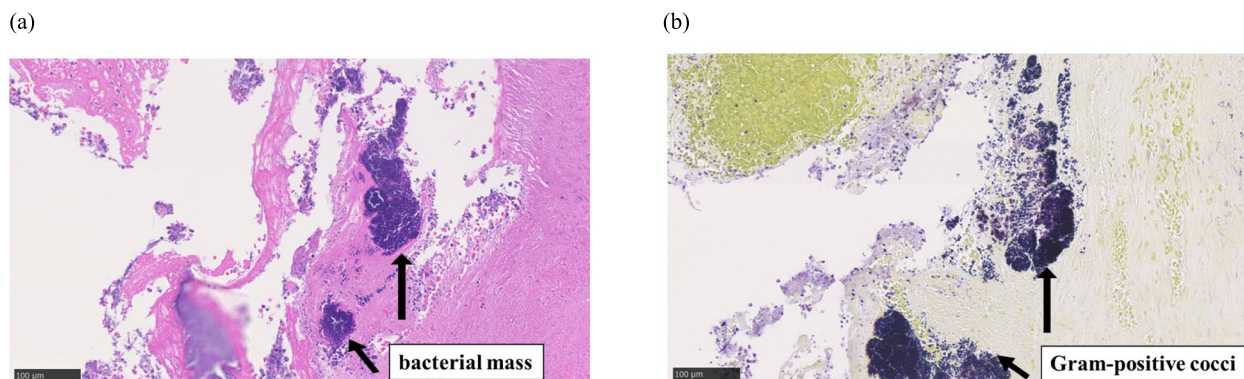 (a)
(b)
bacterial mass
100 µm
Gram-positive cocci
100 µm